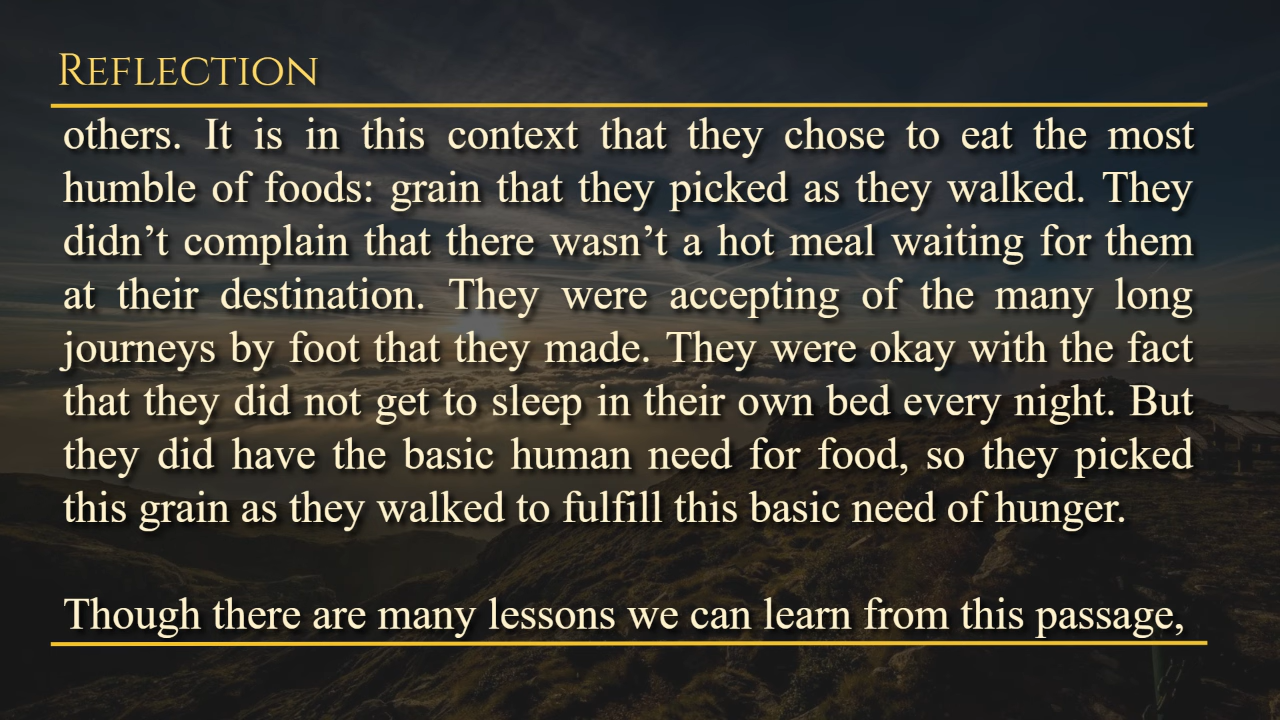 Reflection
others. It is in this context that they chose to eat the most
humble of foods: grain that they picked as they walked. They
didn’t complain that there wasn’t a hot meal waiting for them
at their destination. They were accepting of the many long
journeys by foot that they made. They were okay with the fact
that they did not get to sleep in their own bed every night. But
they did have the basic human need for food, so they picked
this grain as they walked to fulfill this basic need of hunger.
Though there are many lessons we can learn from this passage,